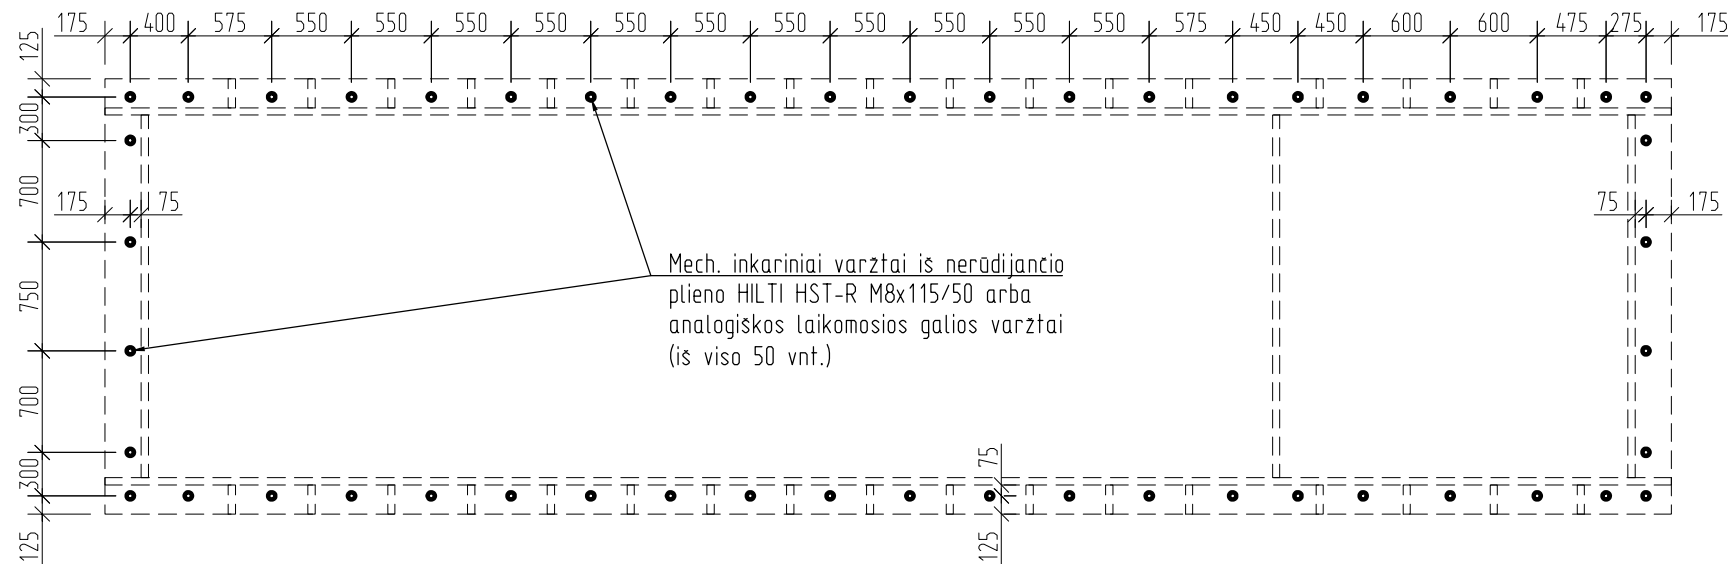 175 400 575 550 550 550 550 550 550 550 550 550 550 550 575 450 450 600 600 475 275 175
125
300
700
175 75
75 175
Mech. inkariniai varžtai iš nerūdijančio
plieno HILTI HST-R M8x115/50 arba
analogiškos laikomosios galios varžtai
(iš viso 50 vnt.)
750
700
300
75
125
125